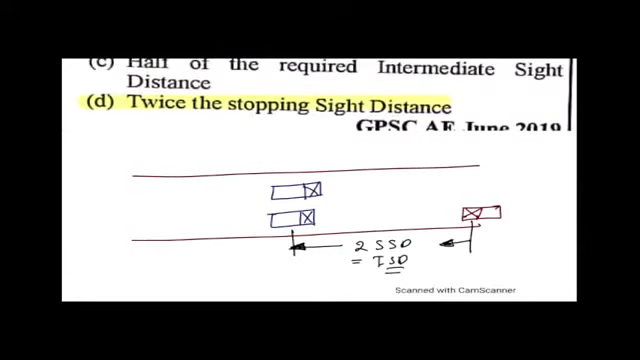 (c) Half of the required Intermediate Sight
Distance
(d) Twice the stopping Sight Distance
GPSC AE June 2019
2 SSD
= ISD
Scanned with CamScanner